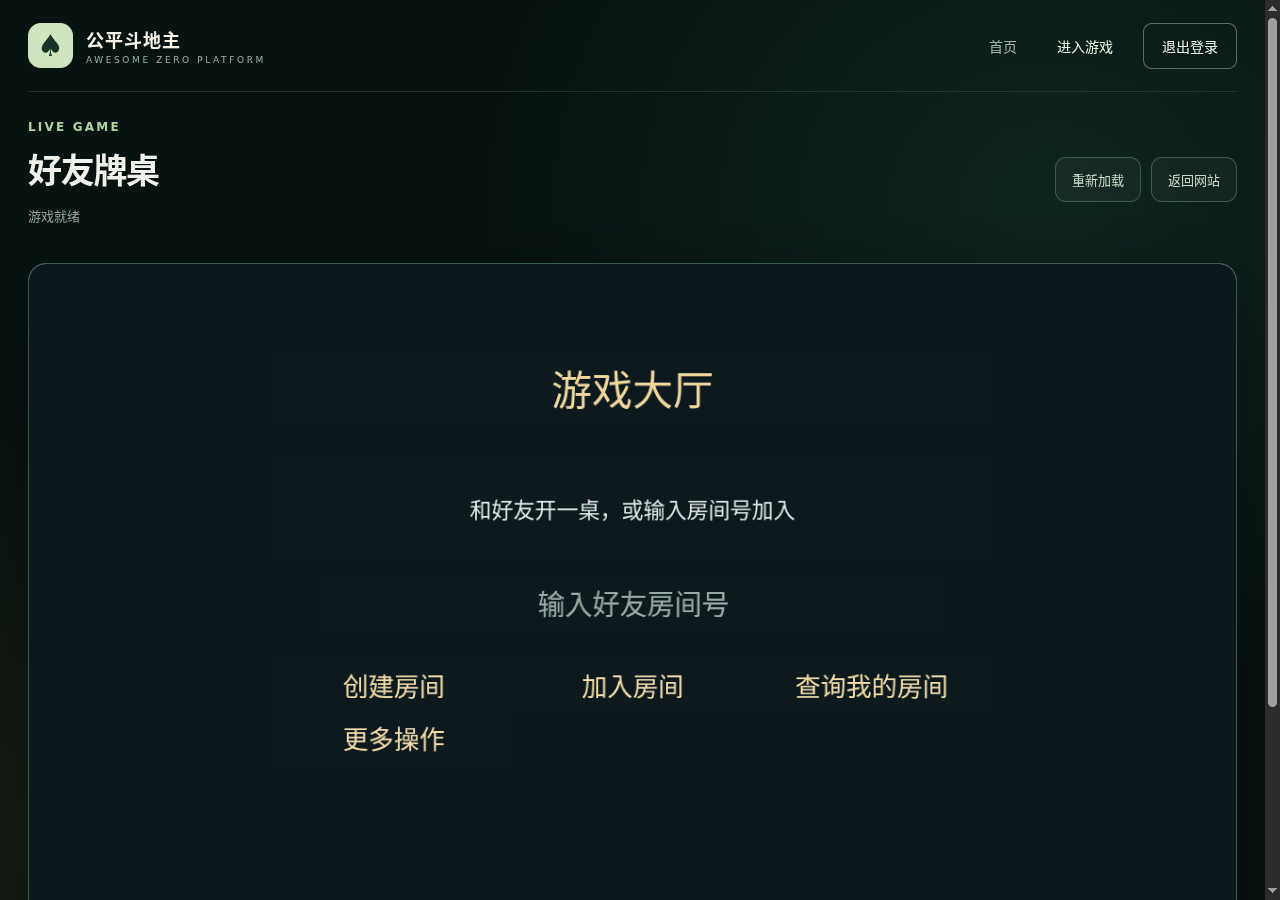 公平斗地主
AWESOME ZERO PLATFORM
首页
进入游戏
退出登录
LIVE GAME
好友牌桌
游戏就绪
重新加载
返回网站
游戏大厅
和好友开一桌，或输入房间号加入
输入好友房间号
创建房间
加入房间
查询我的房间
更多操作